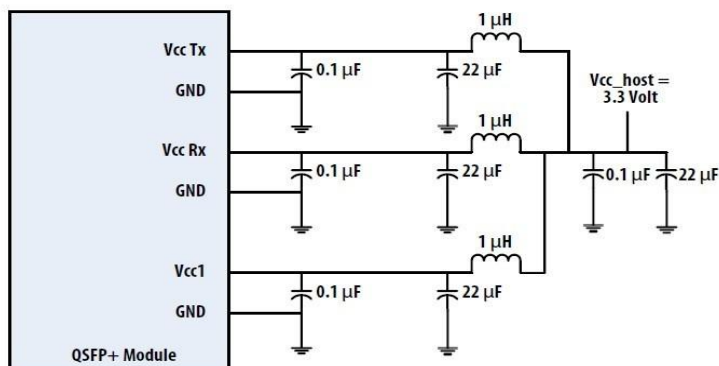 1 µH
Vcc Tx
0.1 µF
22 µF
GND
Vcc_host =
3.3 Volt
1 µH
Vcc Rx
0.1 µF
22 µF
0.1 µF
22 µF
GND
1 µH
Vcc1
0.1 µF
22 µF
GND
QSFP+ Module